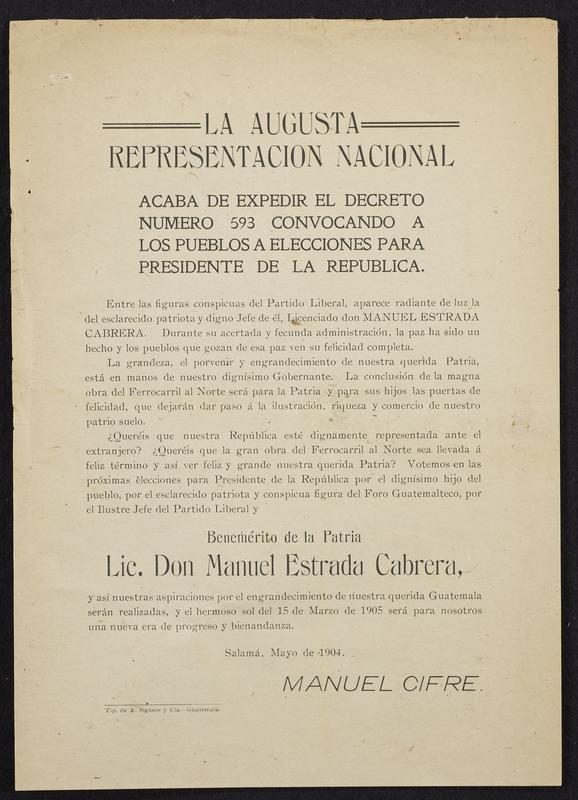 LA AUGUSTA
REPRESENTACION NACIONAL
ACABA DE EXPEDIR EL DECRETO
NUMERO 593 CONVOCANDO A
LOS PUEBLOS A ELECCIONES PARA
PRESIDENTE DE LA REPUBLICA.
Entre las figuras conspicuas del Partido Liberal, aparece radiante de luz la
del esclarecido patriota y digno Jefe de él, Licenciado don MANUEL ESTRADA
CABRERA. Durante su acertada y fecunda administración, la paz ha sido un
hecho y los pueblos que gozan de esa paz ven su felicidad completa.
La grandeza, el porvenir y engrandecimiento de nuestra querida Patria,
está en manos de nuestro dignísimo Gobernante. La conclusión de la magna
obra del Ferrocarril al Norte será para la Patria y para sus hijos las puertas de
felicidad, que dejarán dar paso á la ilustración, riqueza y comercio de nuestro
patrio suelo.
¿Queréis que nuestra República esté dignamente representada ante el
extranjero? ¿Queréis que la gran obra del Ferrocarril al Norte sea llevada á
feliz término y así ver feliz y grande nuestra querida Patria? Votemos en las
próximas elecciones para Presidente de la República por el dignísimo hijo del
pueblo, por el esclarecido patriota y conspicua figura del Foro Guatemalteco, por
el Ilustre Jefe del Partido Liberal y
Benemérito de la Patria
Lic. Don Manuel Estrada Cabrera,
y así nuestras aspiraciones por el engrandecimiento de nuestra querida Guatemala
serán realizadas, y el hermoso sol del 15 de Marzo de 1905 será para nosotros
una nueva era de progreso y bienandanza.
Salamá, Mayo de 1904.
MANUEL CIFRE.
Tip. de A. Síguere y Cía.—Guatemala.